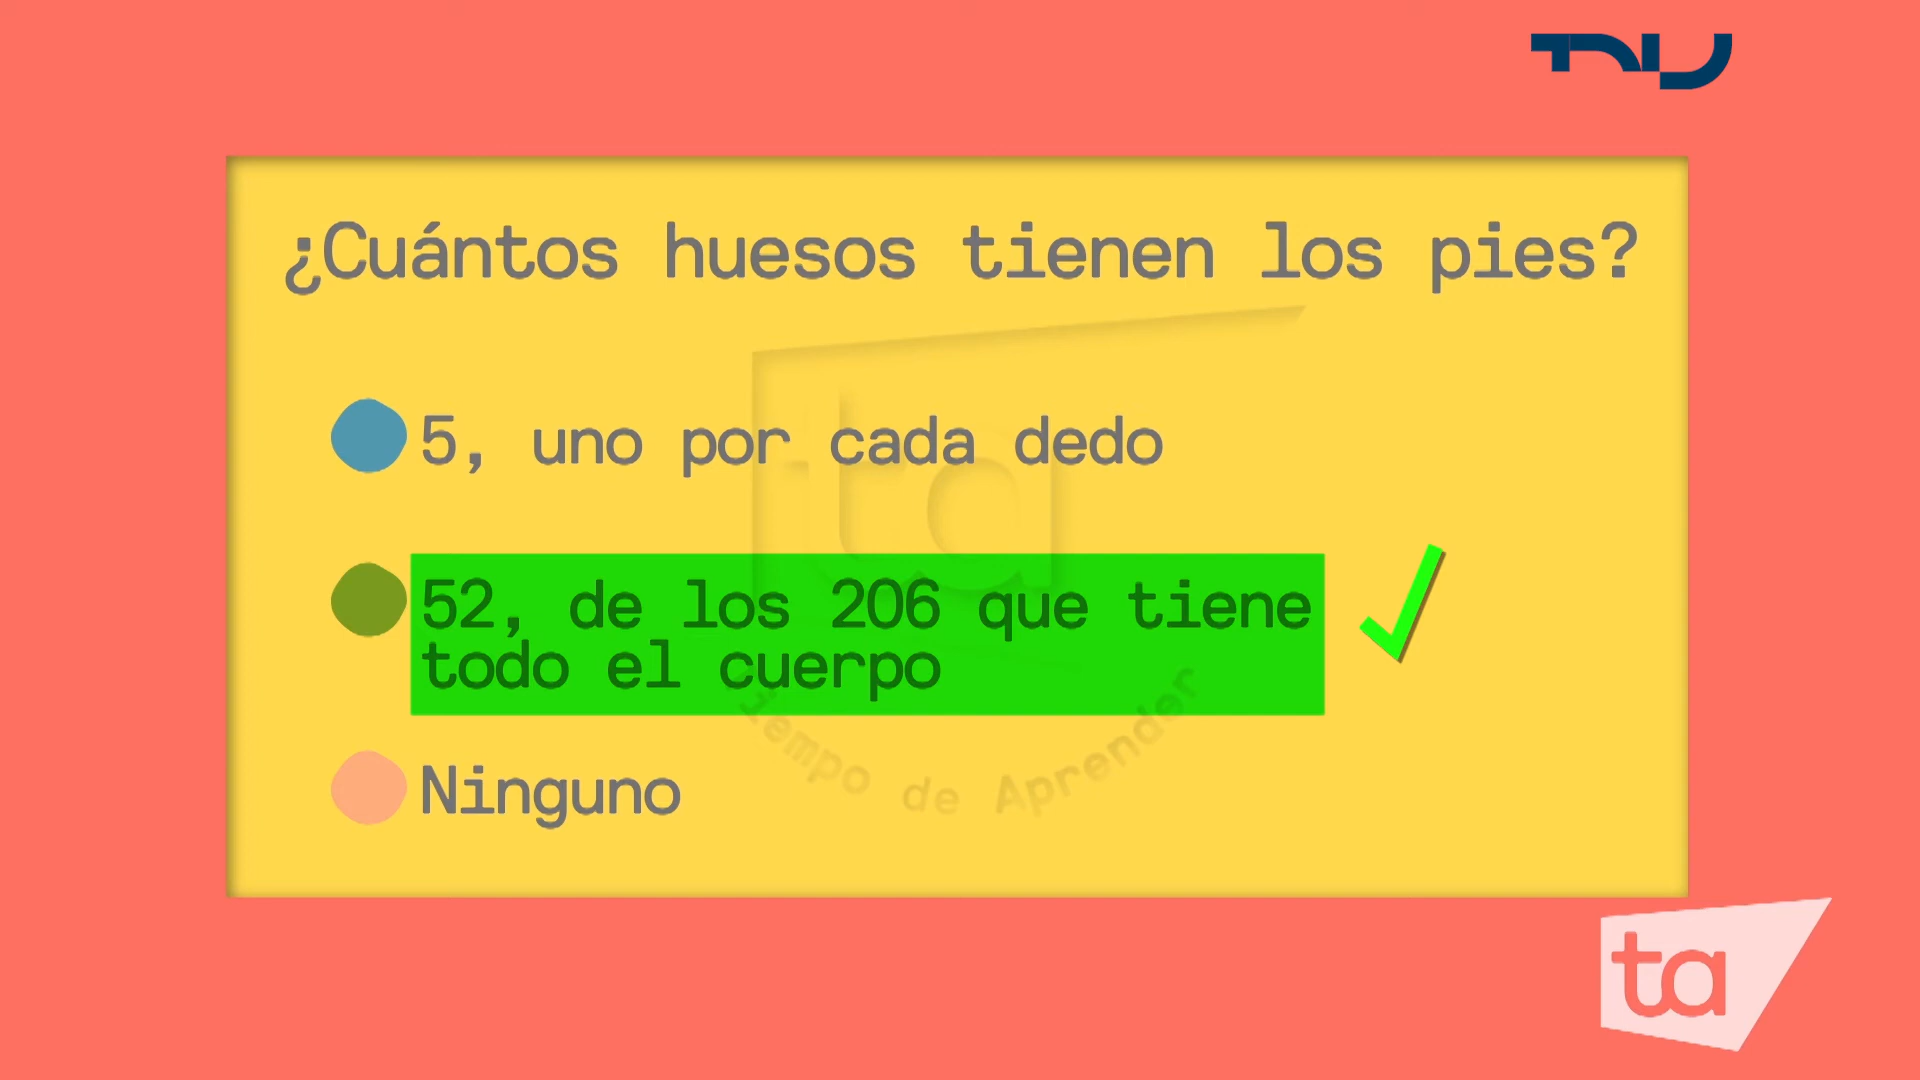 ¿Cuántos huesos tienen los pies?
5, uno por cada dedo
52, de los 206 que tiene
todo el cuerpo
Ninguno
ta
Tiempo de Aprender
ta